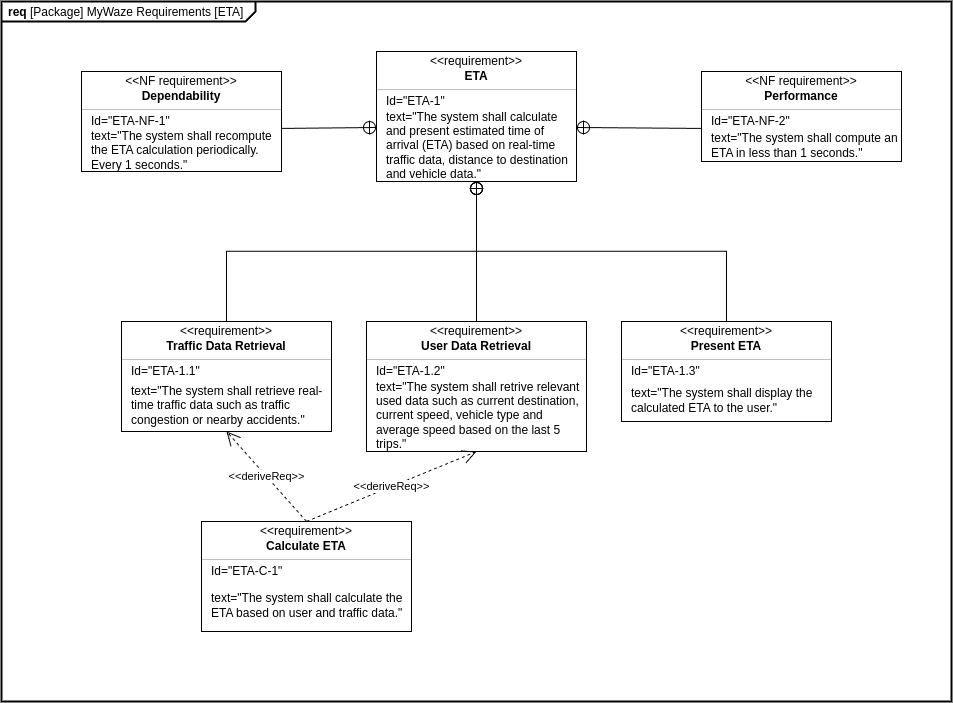 req [Package] MyWaze Requirements [ETA]
<<NF requirement>>
Dependability
Id="ETA-NF-1"
text="The system shall recompute
the ETA calculation periodically.
Every 1 seconds."
<<requirement>>
ETA
Id="ETA-1"
text="The system shall calculate
and present estimated time of
arrival (ETA) based on real-time
traffic data, distance to destination
and vehicle data."
<<NF requirement>>
Performance
Id="ETA-NF-2"
text="The system shall compute an
ETA in less than 1 seconds."
<<requirement>>
Traffic Data Retrieval
Id="ETA-1.1"
text="The system shall retrieve real-
time traffic data such as traffic
congestion or nearby accidents."
<<requirement>>
User Data Retrieval
Id="ETA-1.2"
text="The system shall retrive relevant
used data such as current destination,
current speed, vehicle type and
average speed based on the last 5
trips."
<<requirement>>
Present ETA
Id="ETA-1.3"
text="The system shall display the
calculated ETA to the user."
<<deriveReq>>
<<deriveReq>>
<<requirement>>
Calculate ETA
Id="ETA-C-1"
text="The system shall calculate the
ETA based on user and traffic data."